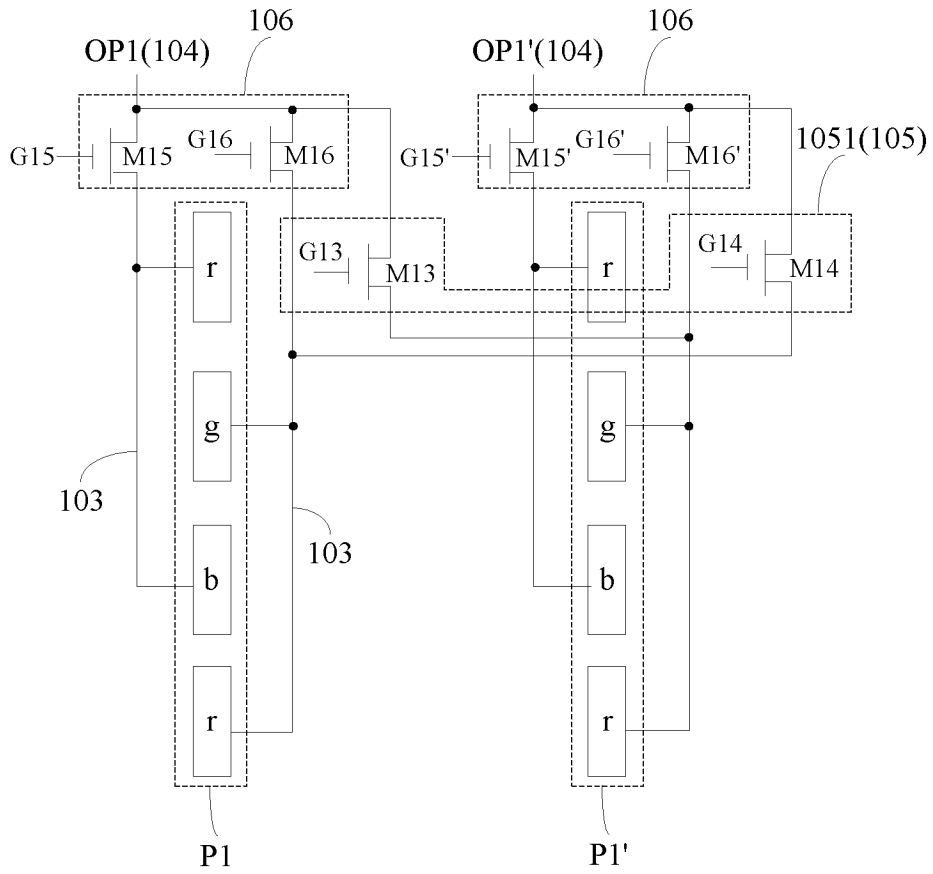 106
106
OP1(104)
OP1'(104)
G15
M15
G16
M16
G15'
M15'
G16'
M16'
1051(105)
r
G13
M13
r
G14
M14
g
g
103
103
b
b
r
r
P1
P1'